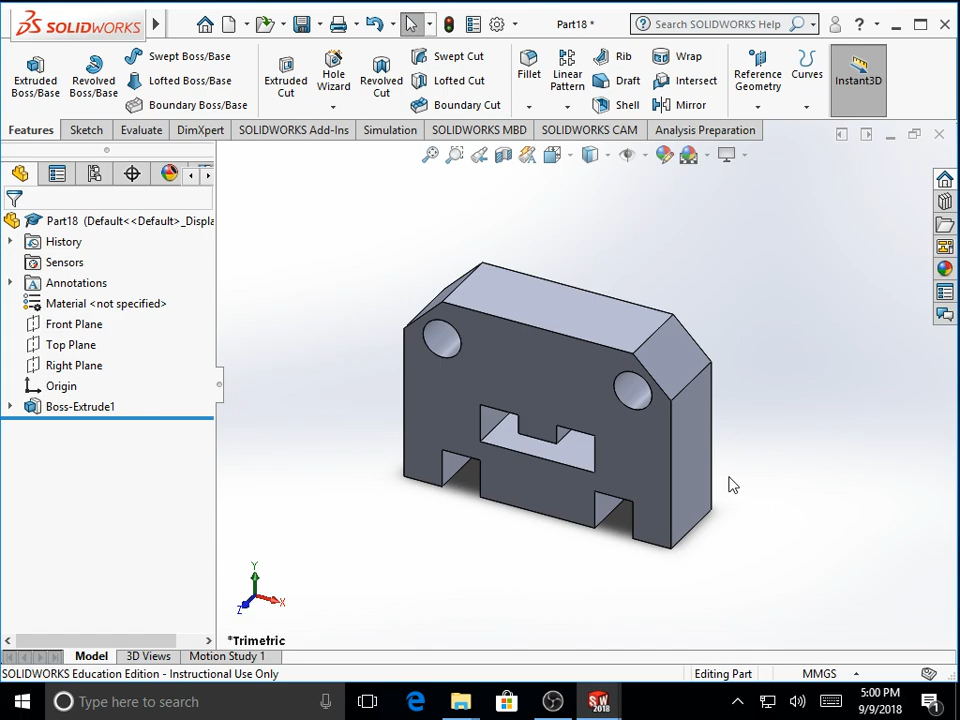 SOLIDWORKS
Part18 *
Search SOLIDWORKS Help
Extruded Boss/Base
Revolved Boss/Base
Swept Boss/Base
Lofted Boss/Base
Boundary Boss/Base
Extruded Cut
Hole Wizard
Revolved Cut
Swept Cut
Lofted Cut
Boundary Cut
Fillet
Linear Pattern
Rib
Draft
Shell
Wrap
Intersect
Mirror
Reference Geometry
Curves
Instant3D
Features
Sketch
Evaluate
DimXpert
SOLIDWORKS Add-Ins
Simulation
SOLIDWORKS MBD
SOLIDWORKS CAM
Analysis Preparation
Part18 (Default<<Default>_Displa
History
Sensors
Annotations
Material <not specified>
Front Plane
Top Plane
Right Plane
Origin
Boss-Extrude1
Y
X
Z
*Trimetric
Model
3D Views
Motion Study 1
SOLIDWORKS Education Edition - Instructional Use Only
Editing Part
MMGS
Type here to search
SW
2018
5:00 PM
9/9/2018
1